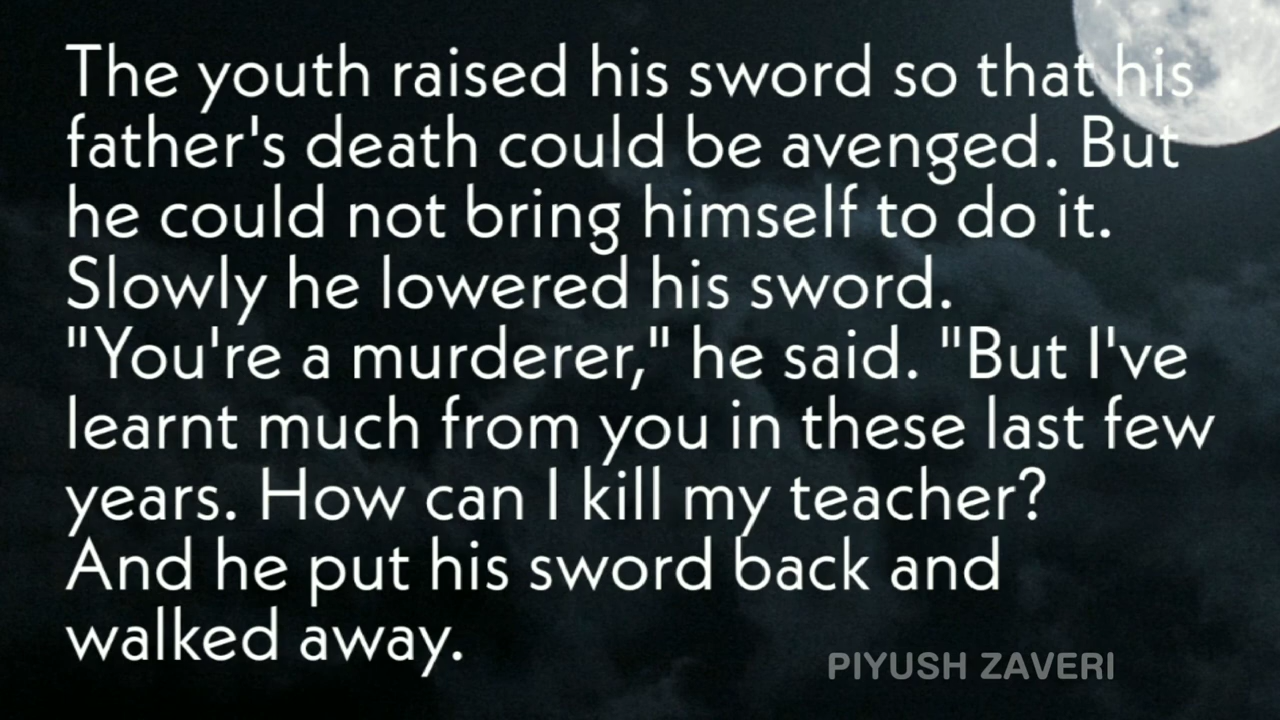 The youth raised his sword so that his
father's death could be avenged. But
he could not bring himself to do it.
Slowly he lowered his sword.
"You're a murderer," he said. "But I've
learnt much from you in these last few
years. How can I kill my teacher?
And he put his sword back and
walked away.
PIYUSH ZAVERI